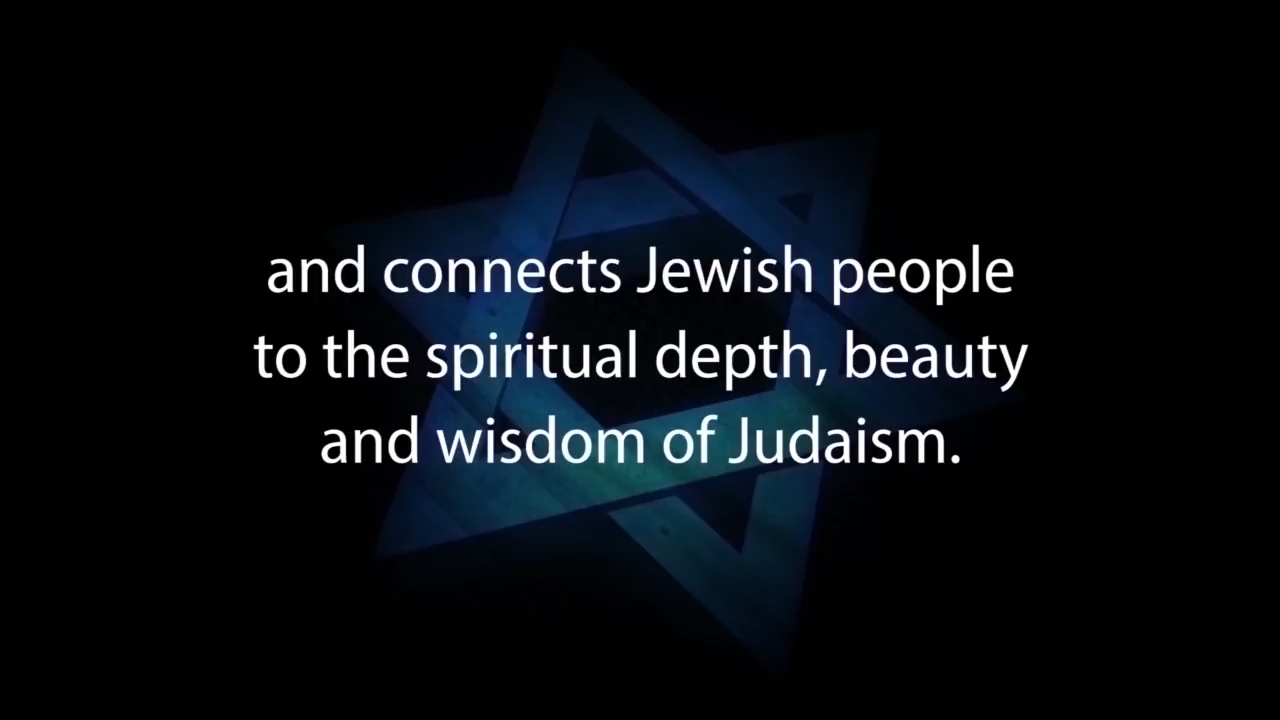 and connects Jewish people
to the spiritual depth, beauty
and wisdom of Judaism.